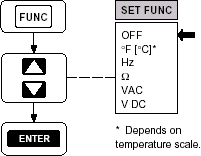 FUNC
SET FUNC
OFF
°F [°C]*
Hz
Ω
VAC
V DC
ENTER
* Depends on
temperature scale.